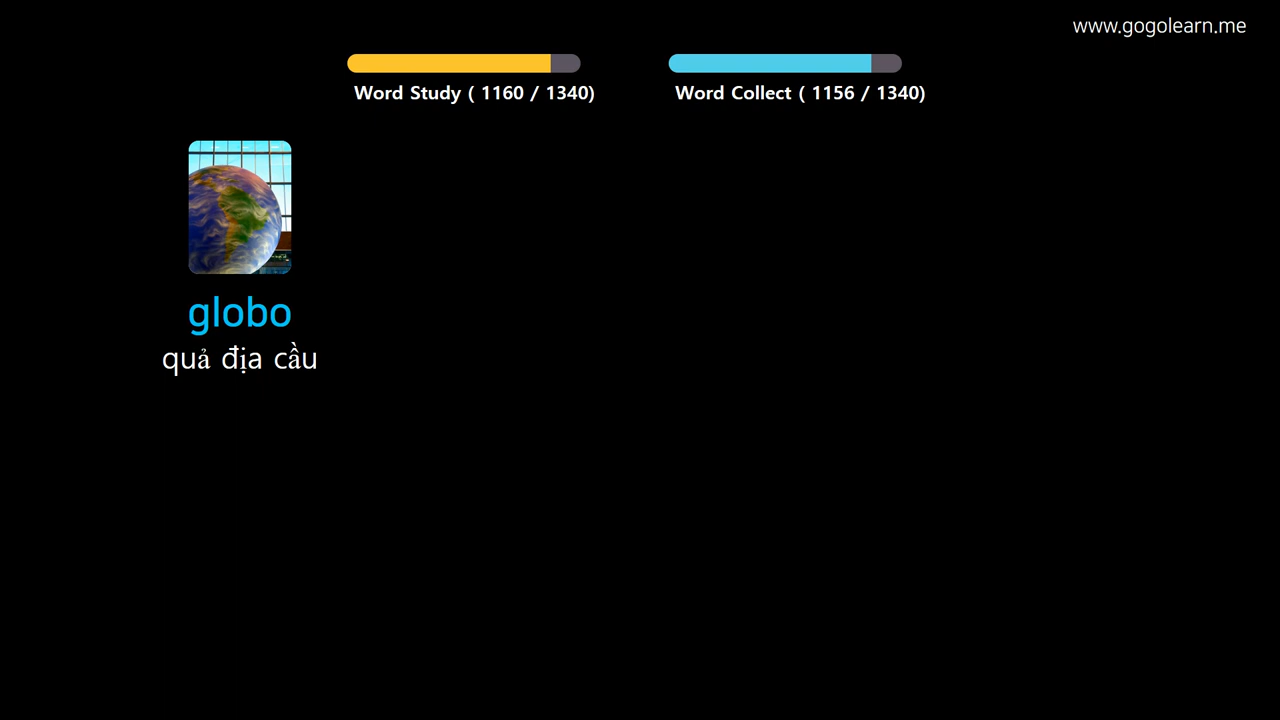 www.gogolearn.me
Word Study ( 1160 / 1340)
Word Collect ( 1156 / 1340)
globo
quả địa cầu